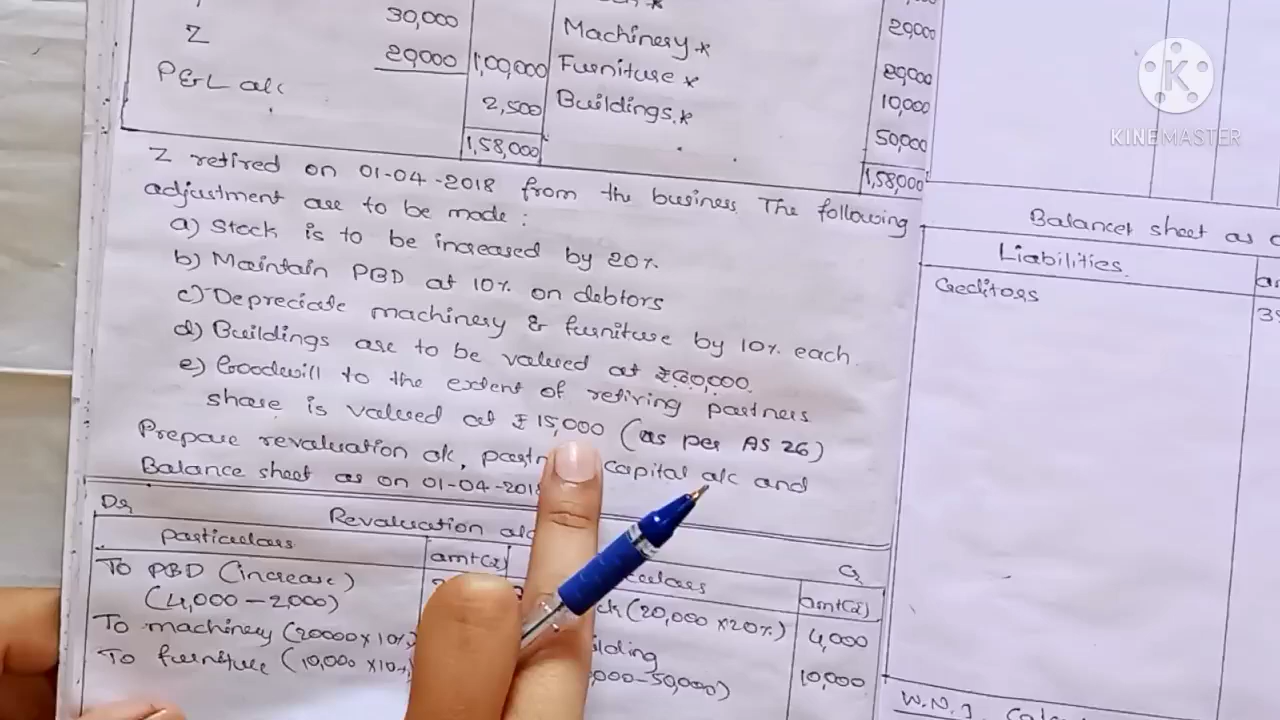 30,000
Z 29000 1,00,000
P&L a/c 2,500
1,58,000
Machinery * 29000
Furniture * 29000
Buildings * 10,000
50,000
1,58,000
Z retired on 01-04-2018 from the business. The following
adjustment are to be made :
a) Stock is to be increased by 20%
b) Maintain PBD at 10% on debtors
c) Depreciate machinery & furniture by 10% each.
d) Buildings are to be valued at ₹60,000.
e) Goodwill to the extent of retiring partners
share is valued at ₹15,000 (as per AS 26)
Prepare revaluation a/c, capital a/c and
Balance sheet as on 01-04-2018
Dr Revaluation a/c Cr
particulars amt(₹) amt(₹)
To PBD (increase)
(4,000-2,000)
(20,000×20%) 4,000
To machinery (20000×10%)
To furniture (10,000 10,000
-50,000)
Balance sheet as
Liabilities
Creditors
W.N.
KINEMASTER